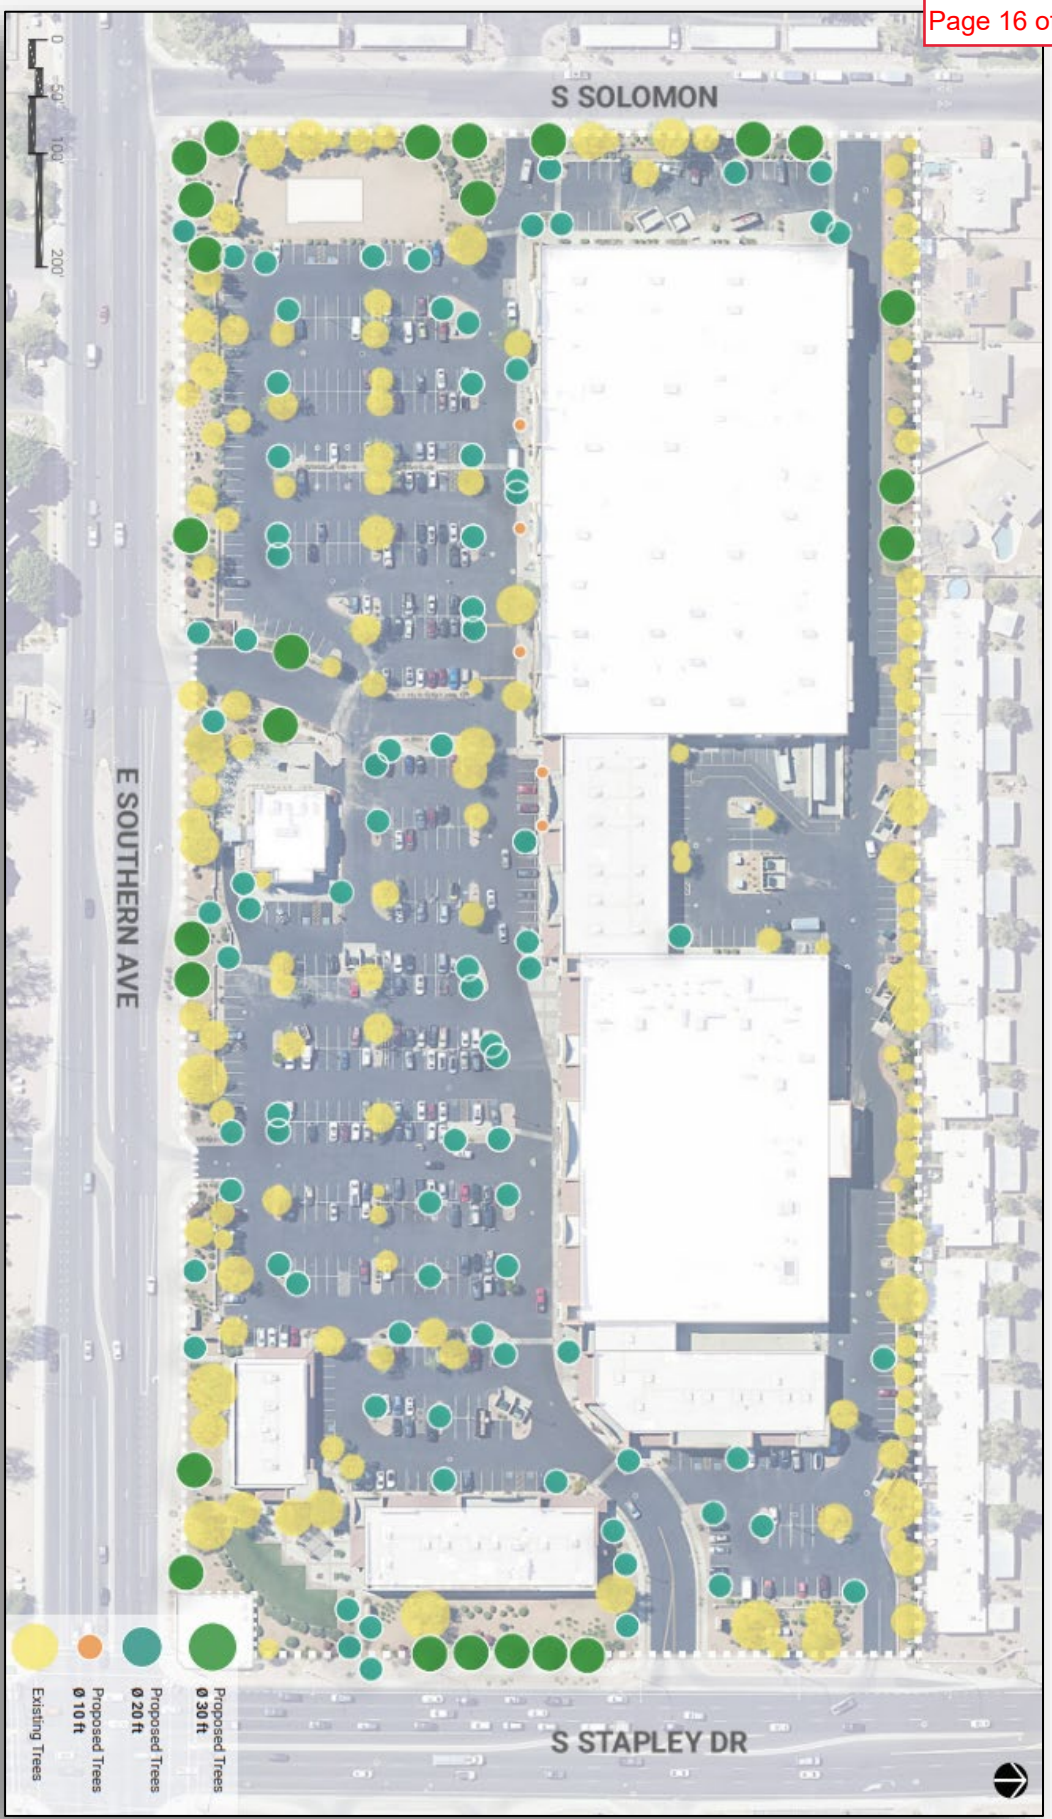 Page 16 of
S SOLOMON
0
50'
100'
200'
E SOUTHERN AVE
S STAPLEY DR
Proposed Trees
Ø 30 ft
Proposed Trees
Ø 20 ft
Proposed Trees
Ø 10 ft
Existing Trees